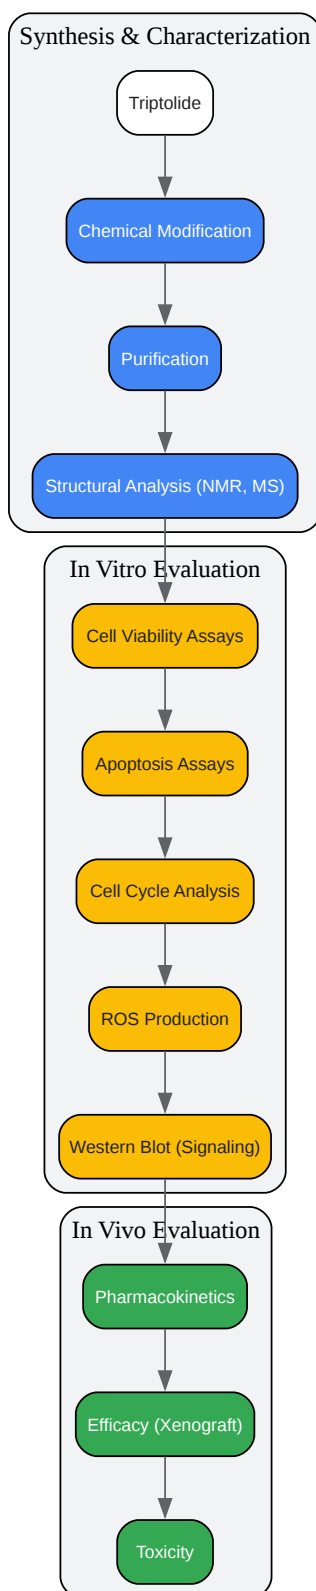 Synthesis & Characterization
Triptolide
Chemical Modification
Purification
Structural Analysis (NMR, MS)
In Vitro Evaluation
Cell Viability Assays
Apoptosis Assays
Cell Cycle Analysis
ROS Production
Western Blot (Signaling)
In Vivo Evaluation
Pharmacokinetics
Efficacy (Xenograft)
Toxicity